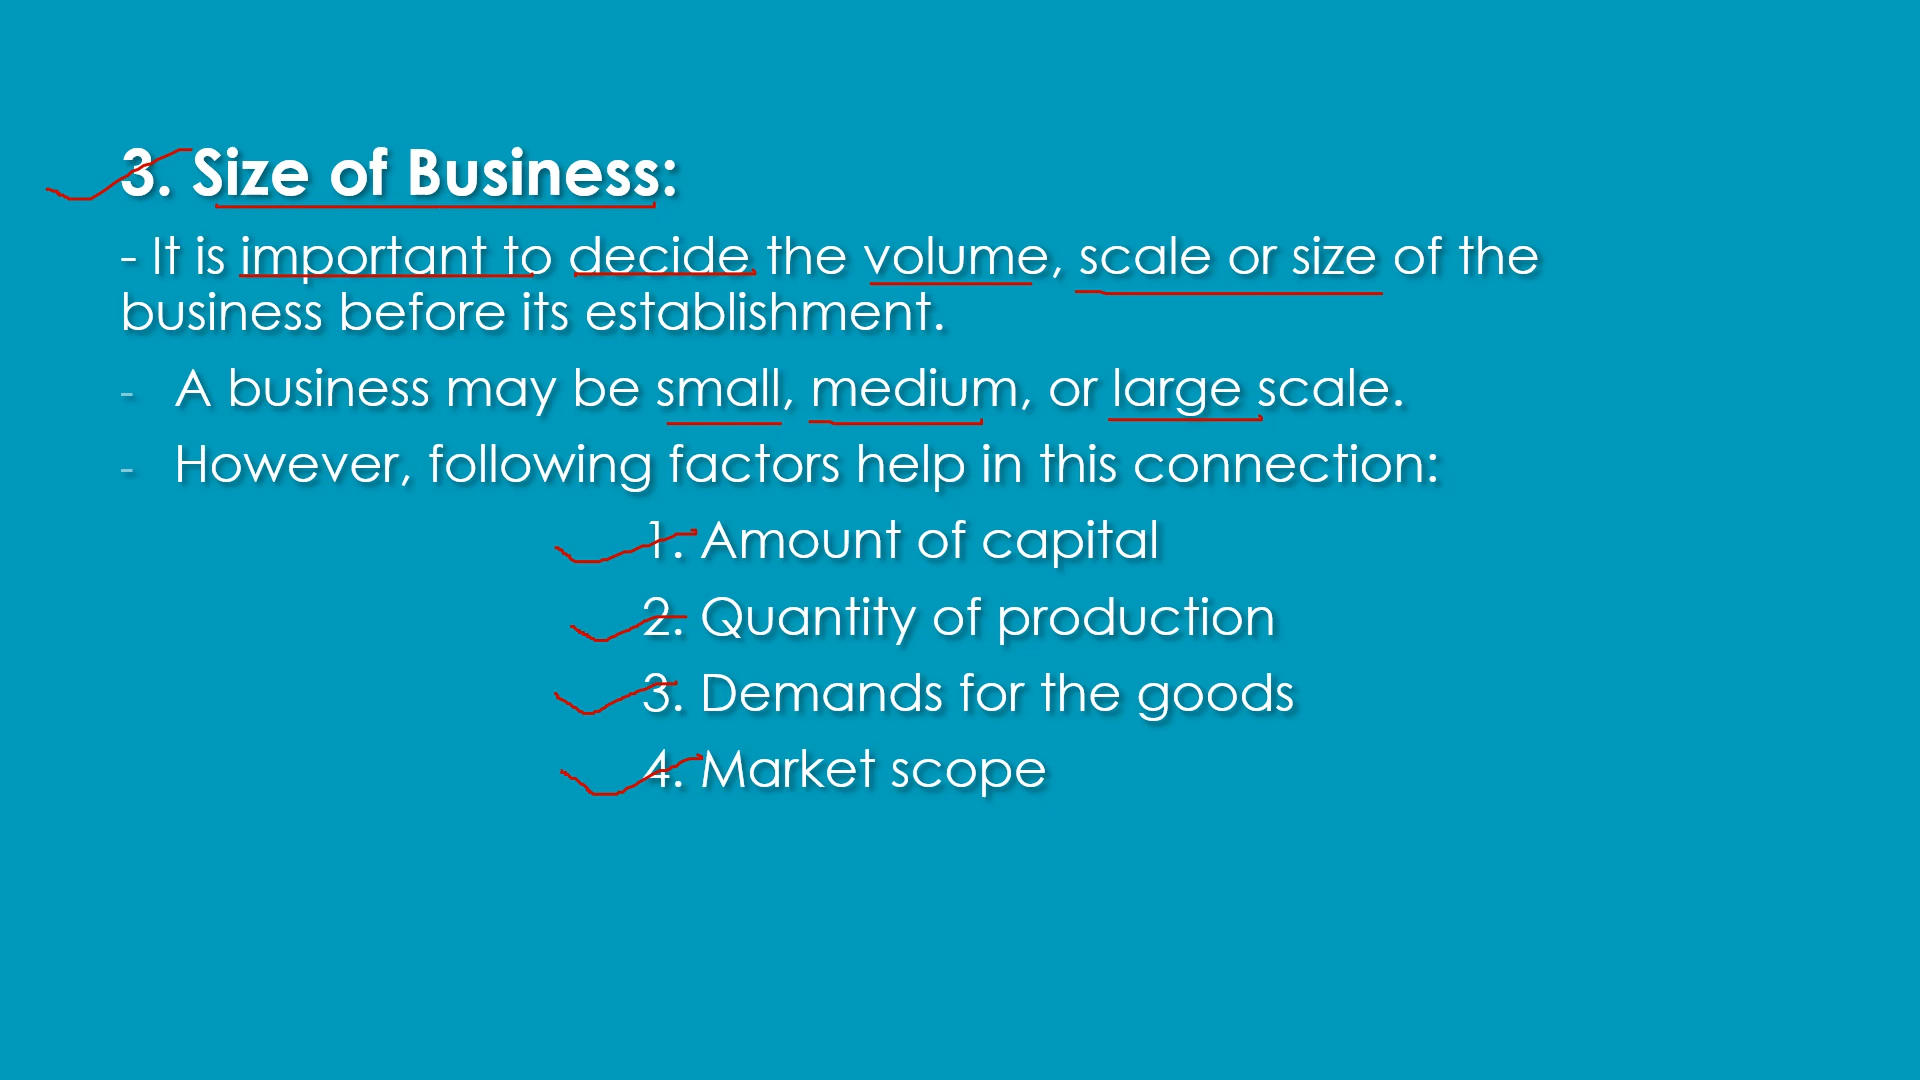 3. Size of Business:
- It is important to decide the volume, scale or size of the
business before its establishment.
- A business may be small, medium, or large scale.
- However, following factors help in this connection:
1. Amount of capital
2. Quantity of production
3. Demands for the goods
4. Market scope